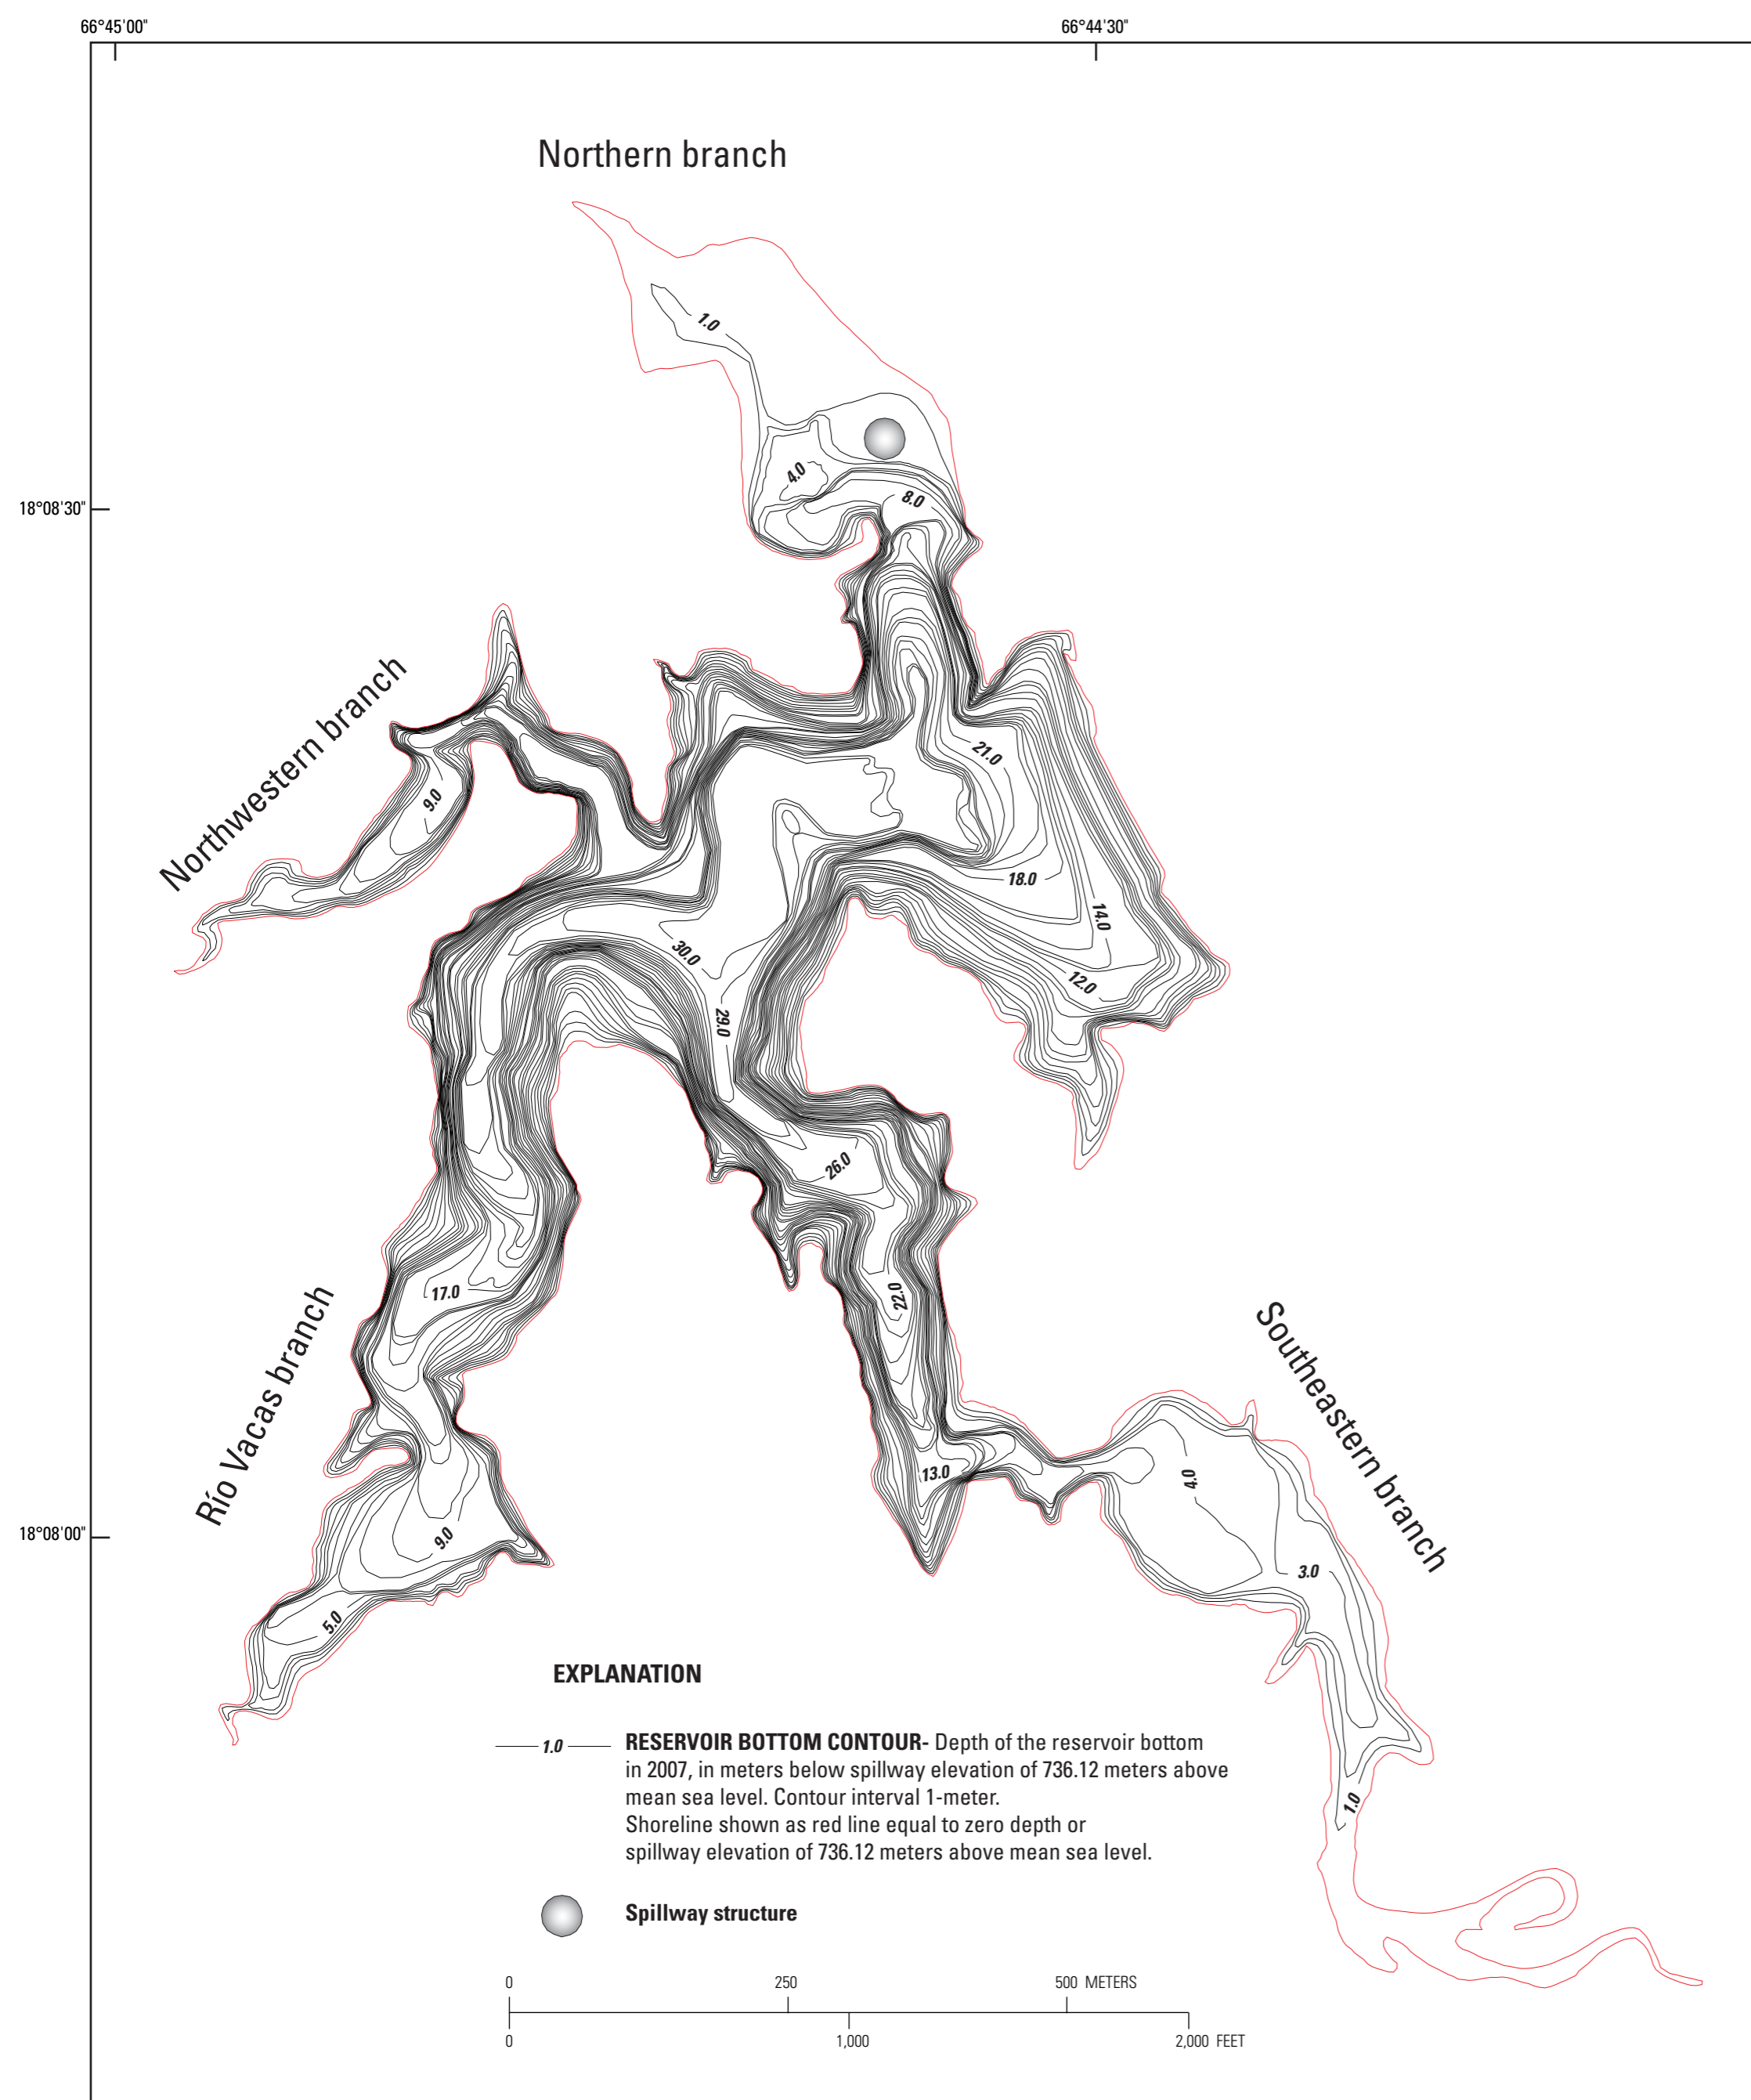 66°45'00"
66°44'30"
Northern branch
1.0
4.0
8.0
18°08'30"
Northwestern branch
21.0
9.0
18.0
14.0
30.0
12.0
29.0
26.0
17.0
22.0
Río Vacas branch
Southeastern branch
13.0
4.0
18°08'00"
9.0
3.0
5.0
EXPLANATION
1.0
RESERVOIR BOTTOM CONTOUR- Depth of the reservoir bottom
in 2007, in meters below spillway elevation of 736.12 meters above
mean sea level. Contour interval 1-meter.
Shoreline shown as red line equal to zero depth or
spillway elevation of 736.12 meters above mean sea level.
1.0
Spillway structure
0 250 500 METERS
0 1,000 2,000 FEET